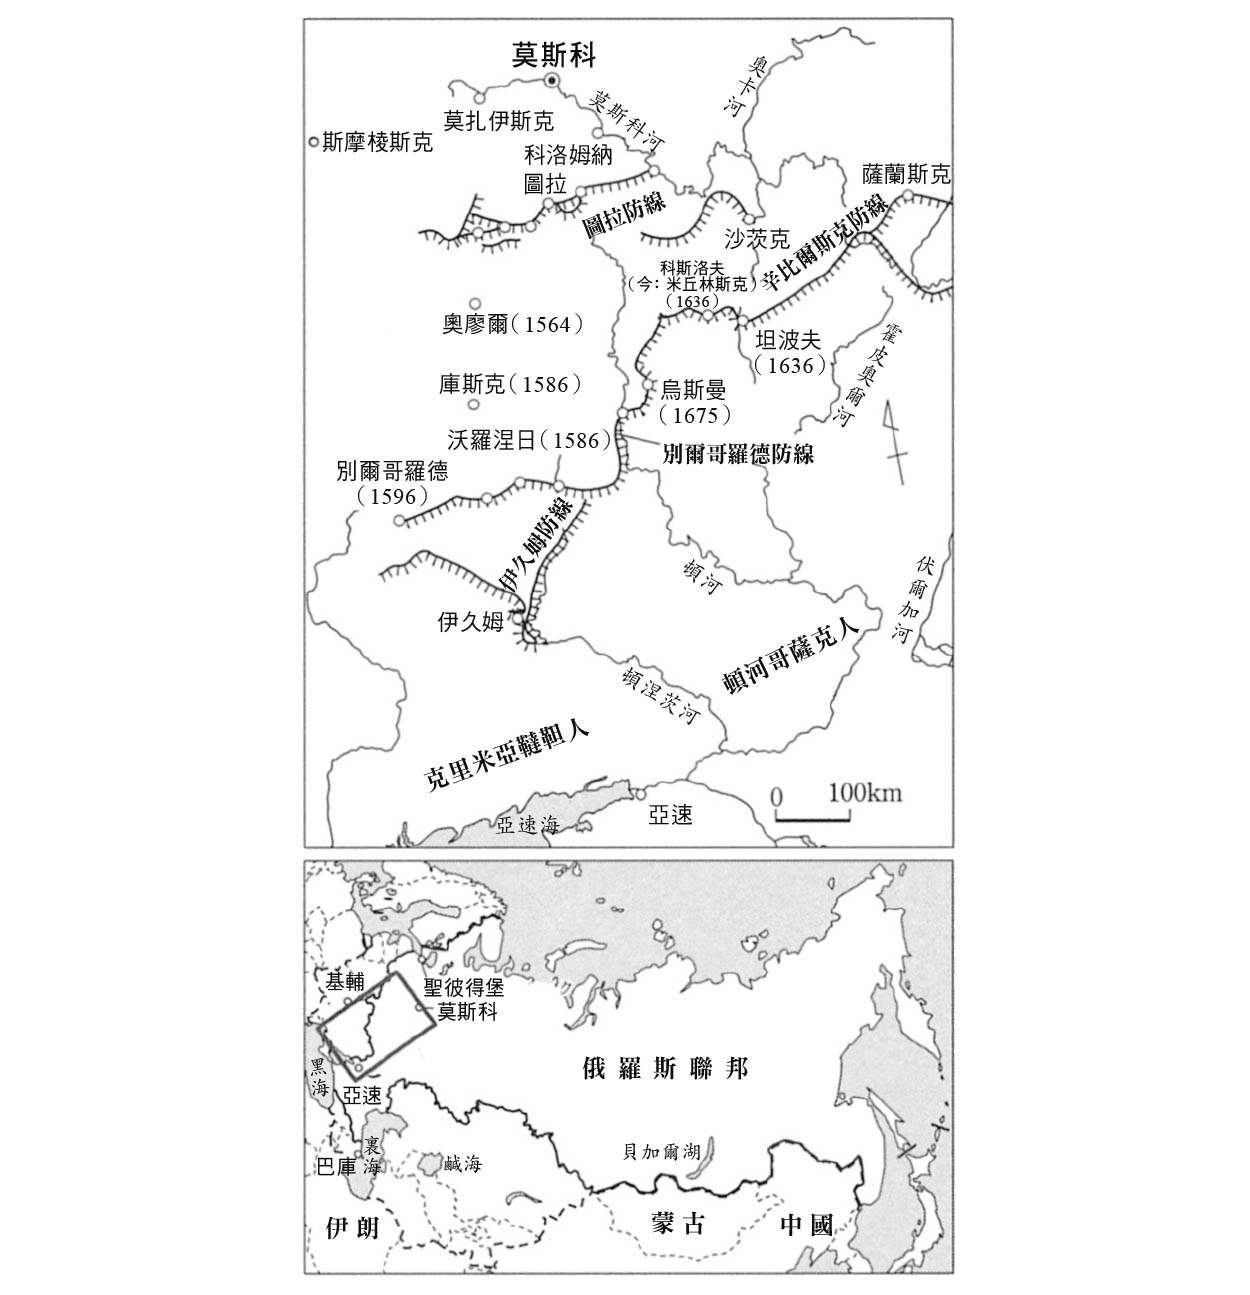 莫斯科
奧卡河
莫斯科河
莫扎伊斯克
斯摩棱斯克
科洛姆納
圖拉
薩蘭斯克
圖拉防線
沙茨克
辛比爾斯克防線
科斯洛夫
(今：米丘林斯克)
(1636)
奧廖爾(1564)
坦波夫
(1636)
霍皮奧爾河
庫斯克(1586)
烏斯曼
(1675)
沃羅涅日(1586)
別爾哥羅德防線
別爾哥羅德
(1596)
伊久姆防線
頓河
伏爾加河
伊久姆
頓河哥薩克人
頓涅茨河
克里米亞韃靼人
0 100km
亞速
亞速海
基輔
聖彼得堡
莫斯科
黑海
俄羅斯聯邦
亞速
裏海
巴庫
鹹海
貝加爾湖
伊朗
蒙古
中國